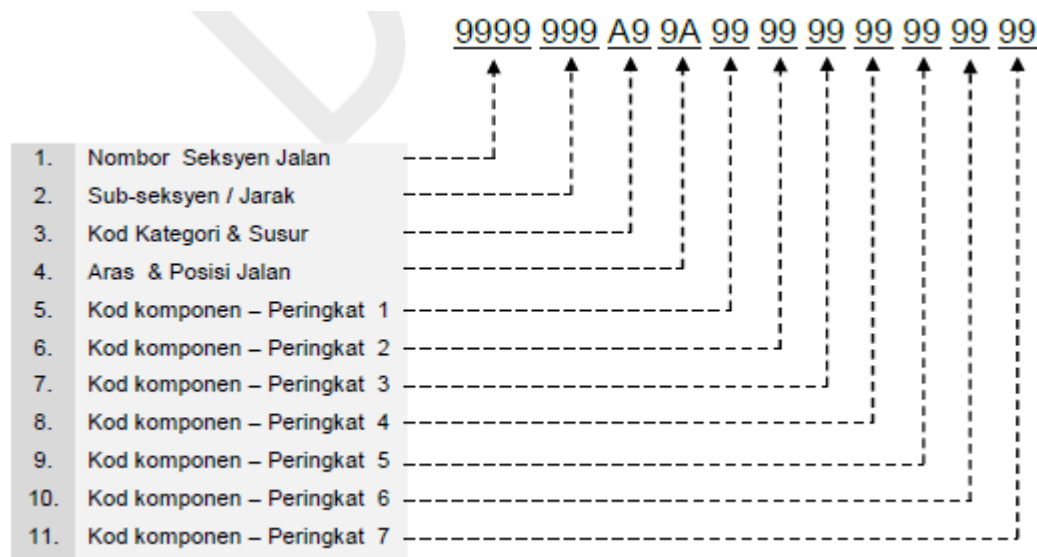 9999 999 A9 9A 99 99 99 99 99 99 99
1. Nombor Seksyen Jalan
2. Sub-seksyen / Jarak
3. Kod Kategori & Susur
4. Aras & Posisi Jalan
5. Kod komponen – Peringkat 1
6. Kod komponen – Peringkat 2
7. Kod komponen – Peringkat 3
8. Kod komponen – Peringkat 4
9. Kod komponen – Peringkat 5
10. Kod komponen – Peringkat 6
11. Kod komponen – Peringkat 7